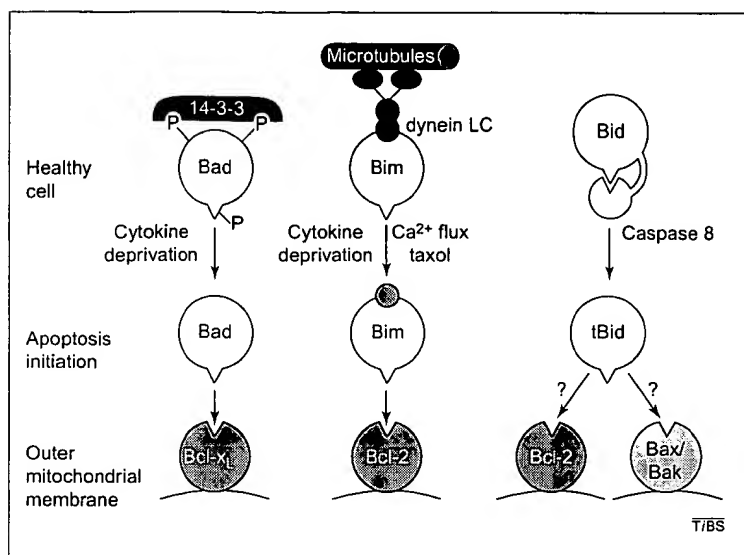 Microtubules
14-3-3
P
P
dynein LC
Healthy
cell
Bad
Bim
Bid
P
Cytokine
deprivation
Cytokine
deprivation
Ca²⁺ flux
taxol
Caspase 8
Apoptosis
initiation
Bad
Bim
tBid
?
?
Outer
mitochondrial
membrane
Bcl-xL
Bcl-2
Bcl-2
Bax/
Bak
TiBS